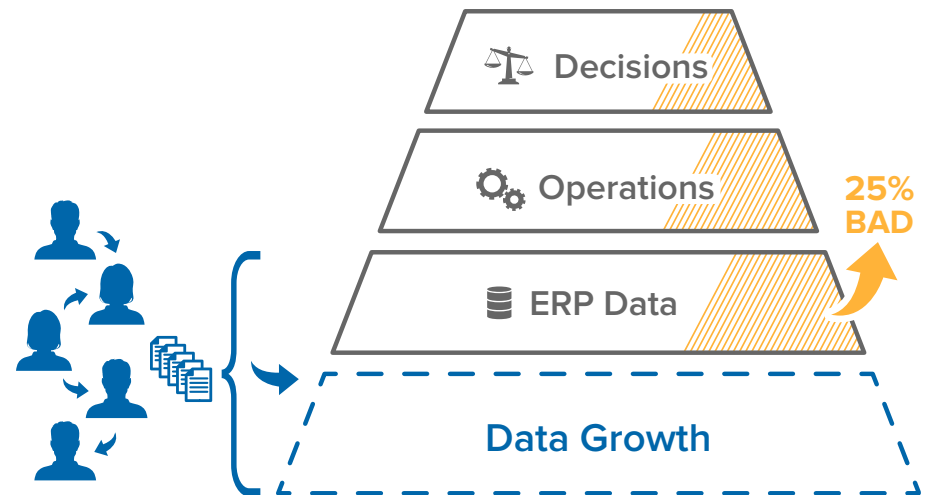 Decisions
Operations
25%
BAD
ERP Data
Data Growth